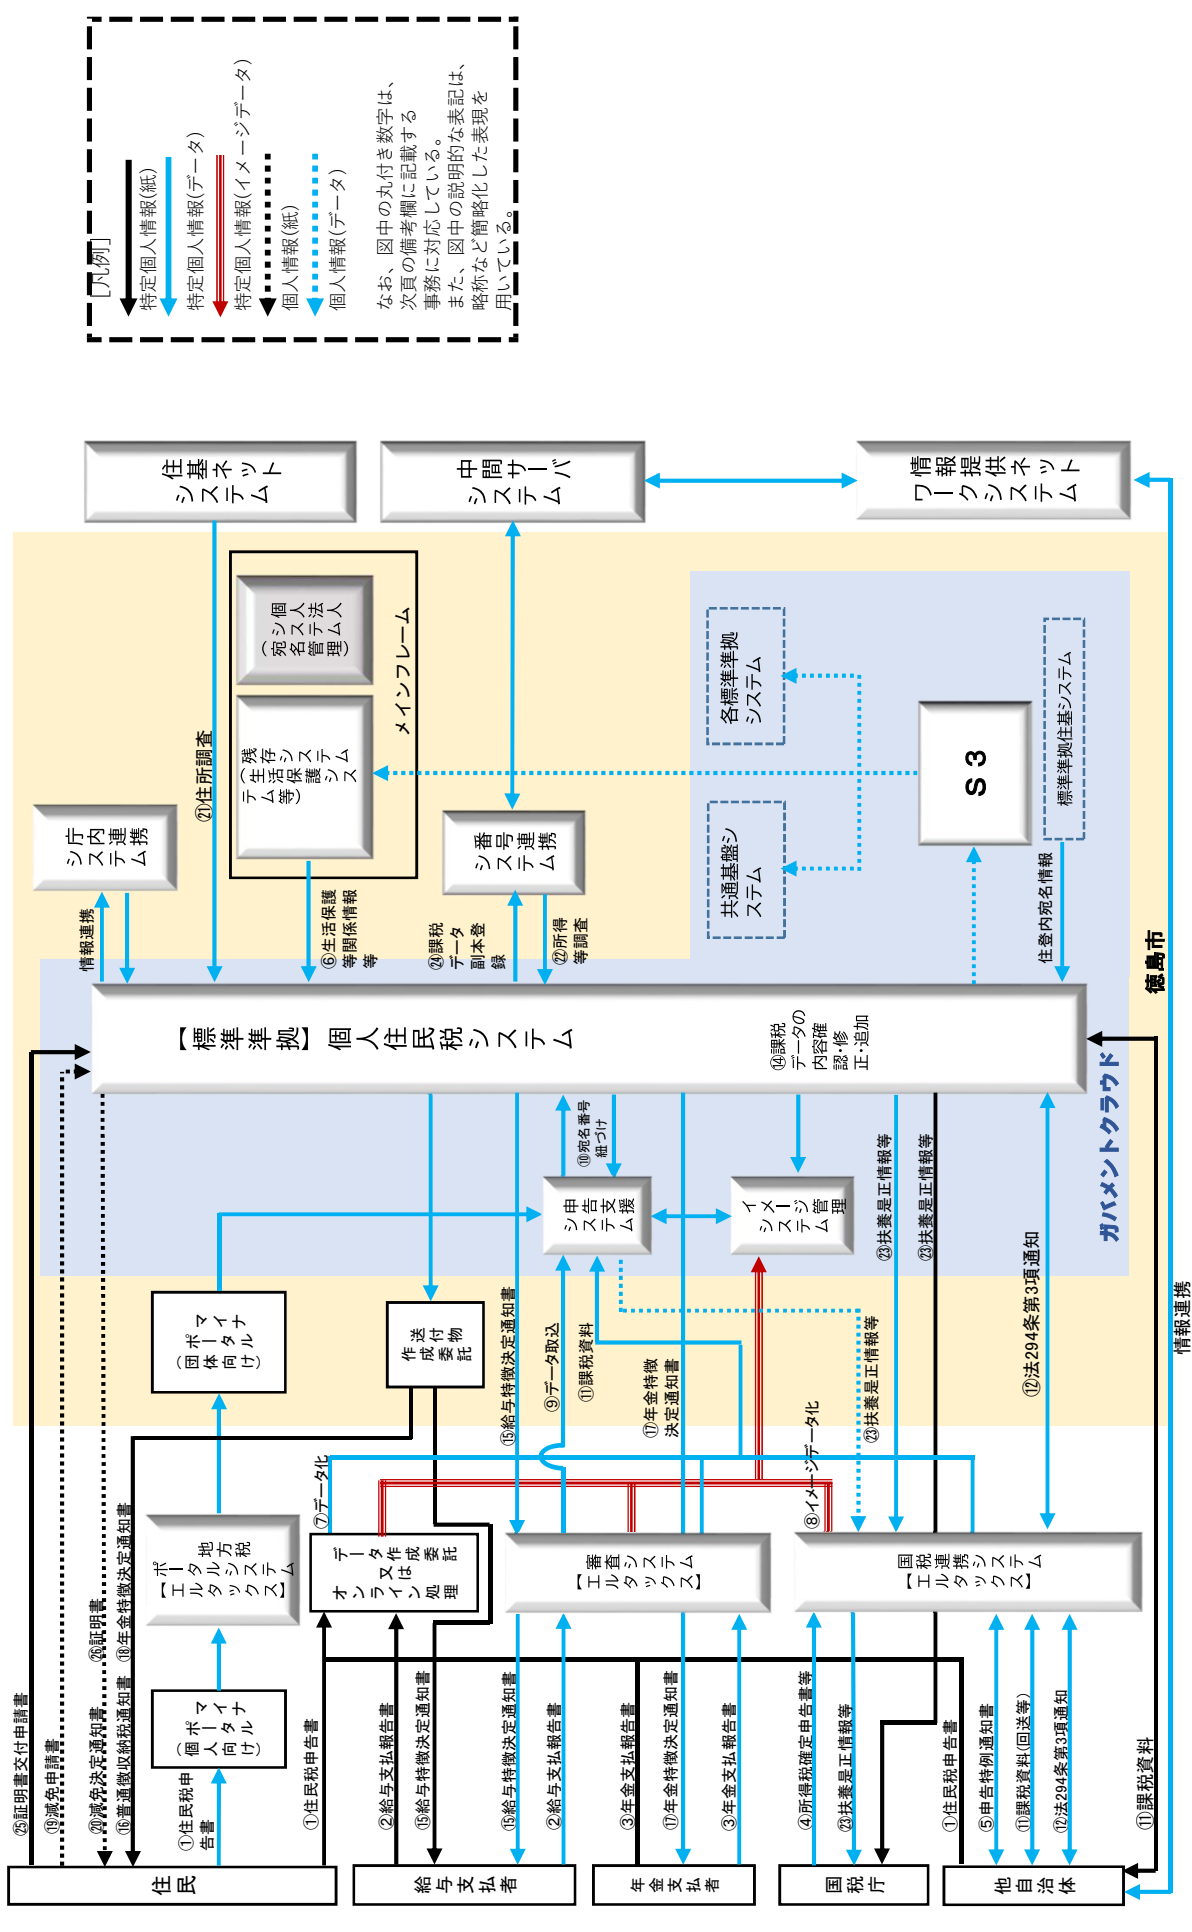 ［凡例］
特定個人情報(紙)
特定個人情報(データ)
特定個人情報(イメージデータ)
個人情報(紙)
個人情報(データ)
なお、図中の丸付き数字は、
次頁の備考欄に記載する
事務に対応している。
また、図中の説明的な表記は、
略称など簡略化した表現を
用いている。
住基ネット
システム
中間サーバ
システム
情報提供ネット
ワークシステム
個人法人
システム
(宛名管理)
残存システム
(生活保護シス
テム等)
メインフレーム
㉑住所調査
庁内連携
システム
情報連携
⑥生活保護
等関係情報
等
番号連携
システム
㉔課税
データ
副本登
録
㉒所得
等調査
各標準準拠
システム
共通基盤シ
ステム
S3
標準準拠住基システム
住登内宛名情報
徳島市
【標準準拠】個人住民税システム
⑭課税
データの
内容確
認・修
正・追加
ガバメントクラウド
⑩宛名番号
紐づけ
申告支援
システム
イメージ管理
システム
㉓扶養是正情報等
㉓扶養是正情報等
⑫法294条第3項通知
情報連携
マイナ
ポータル
(団体向け)
送付物
作成委託
⑮給与特徴決定通知書
⑨データ取込
⑪課税資料
⑰年金特徴
決定通知書
㉓扶養是正情報等
⑦データ化
⑧イメージデータ化
地方税
ポータルシステム
【エルタックス】
データ作成委託
又は
オンライン処理
審査システム
【エルタックス】
国税連携システム
【エルタックス】
マイナ
ポータル
(個人向け)
㉕証明書交付申請書
⑲減免申請書
⑳減免決定通知書
㉖証明書
⑯普通徴収納税通知書
⑱年金特徴決定通知書
①住民税申
告書
①住民税申告書
②給与支払報告書
⑮給与特徴決定通知書
⑮給与特徴決定通知書
②給与支払報告書
③年金支払報告書
⑰年金特徴決定通知書
③年金支払報告書
④所得税確定申告書等
㉓扶養是正情報等
①住民税申告書
⑤申告特例通知書
⑪課税資料(回送等)
⑫法294条第3項通知
⑪課税資料
住民
給与支払者
年金支払者
国税庁
他自治体